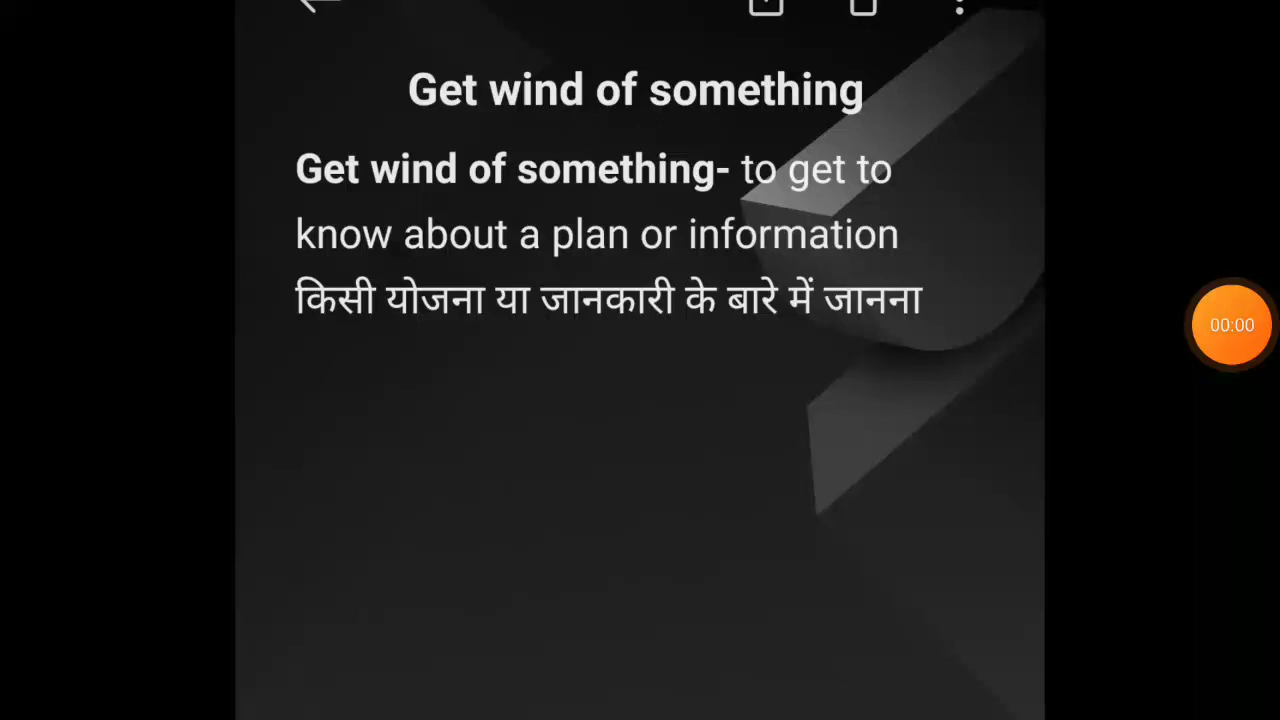 Get wind of something
Get wind of something- to get to
know about a plan or information
किसी योजना या जानकारी के बारे में जानना
00:00